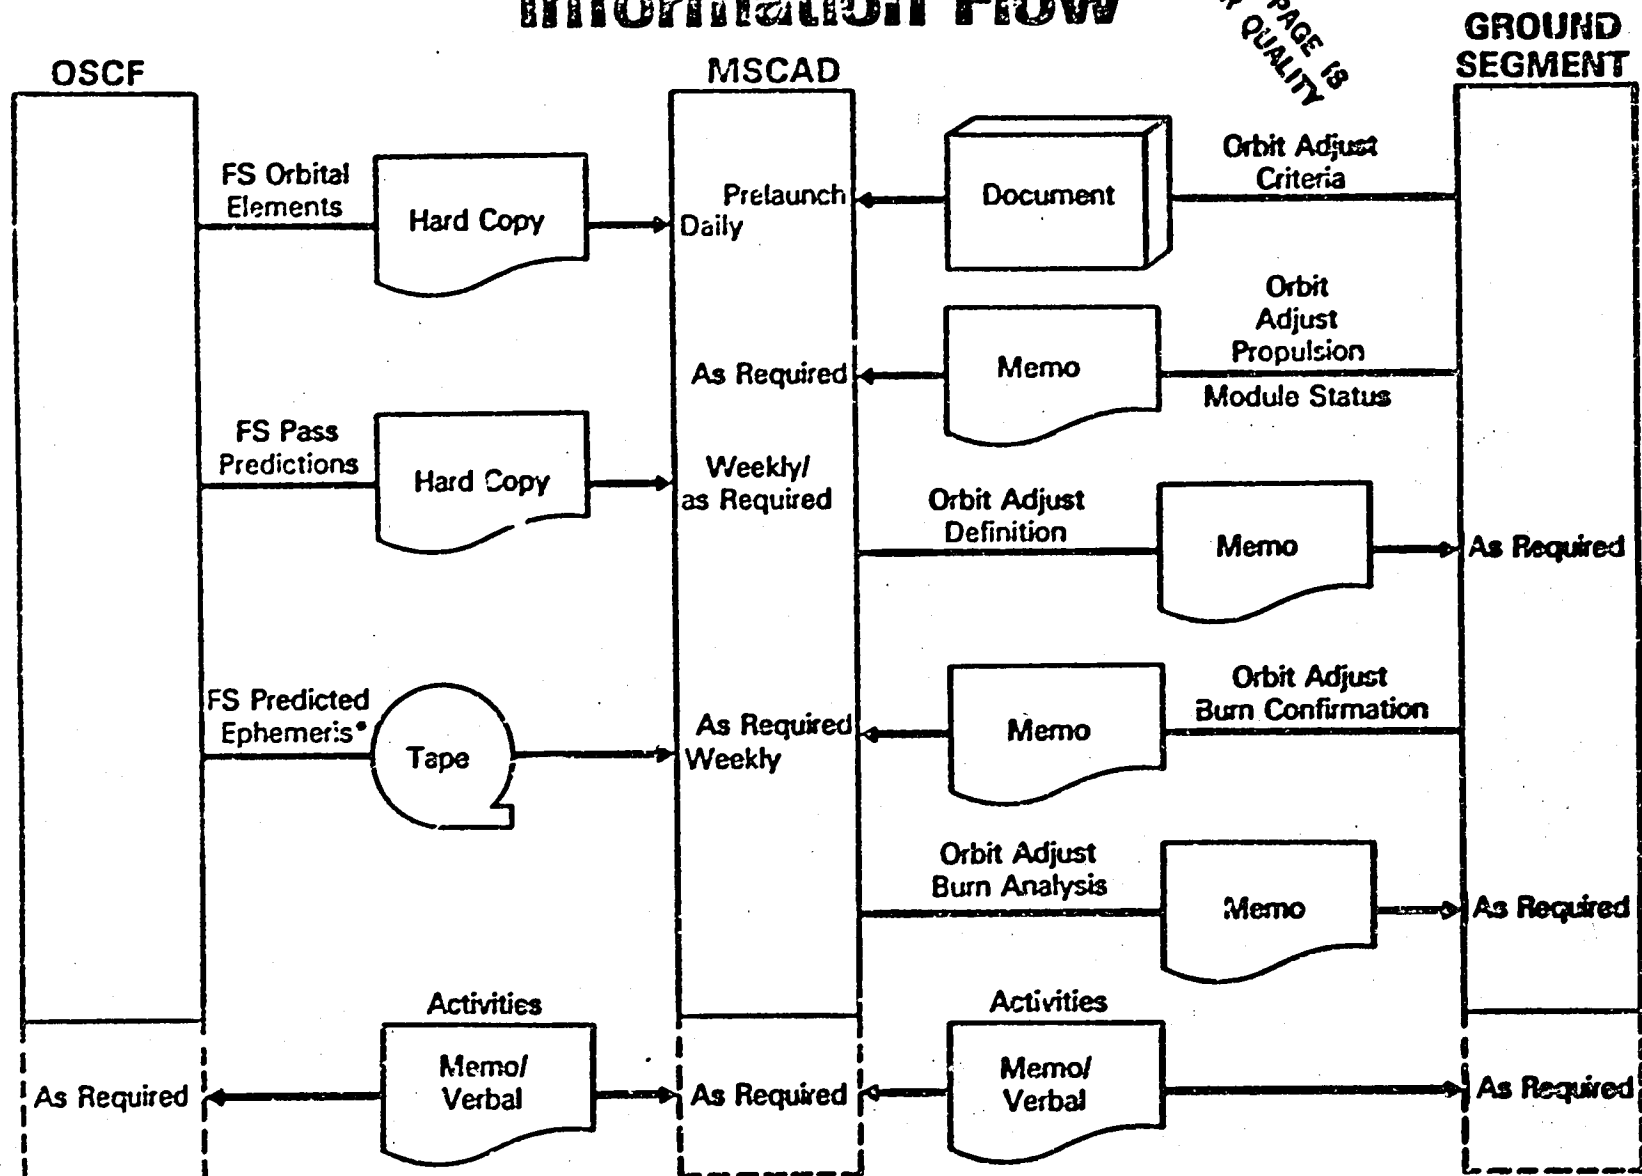 Information Flow
PAGE IS
QUALITY
OSCF
MSCAD
GROUND
SEGMENT
FS Orbital
Elements
Hard Copy
Daily
Prelaunch
Document
Orbit Adjust
Criteria
As Required
Memo
Orbit
Adjust
Propulsion
Module Status
FS Pass
Predictions
Hard Copy
Weekly/
as Required
Orbit Adjust
Definition
Memo
As Required
FS Predicted
Ephemeris*
Tape
Weekly
As Required
Memo
Orbit Adjust
Burn Confirmation
Orbit Adjust
Burn Analysis
Memo
As Required
As Required
Activities
Memo/
Verbal
As Required
Activities
Memo/
Verbal
As Required